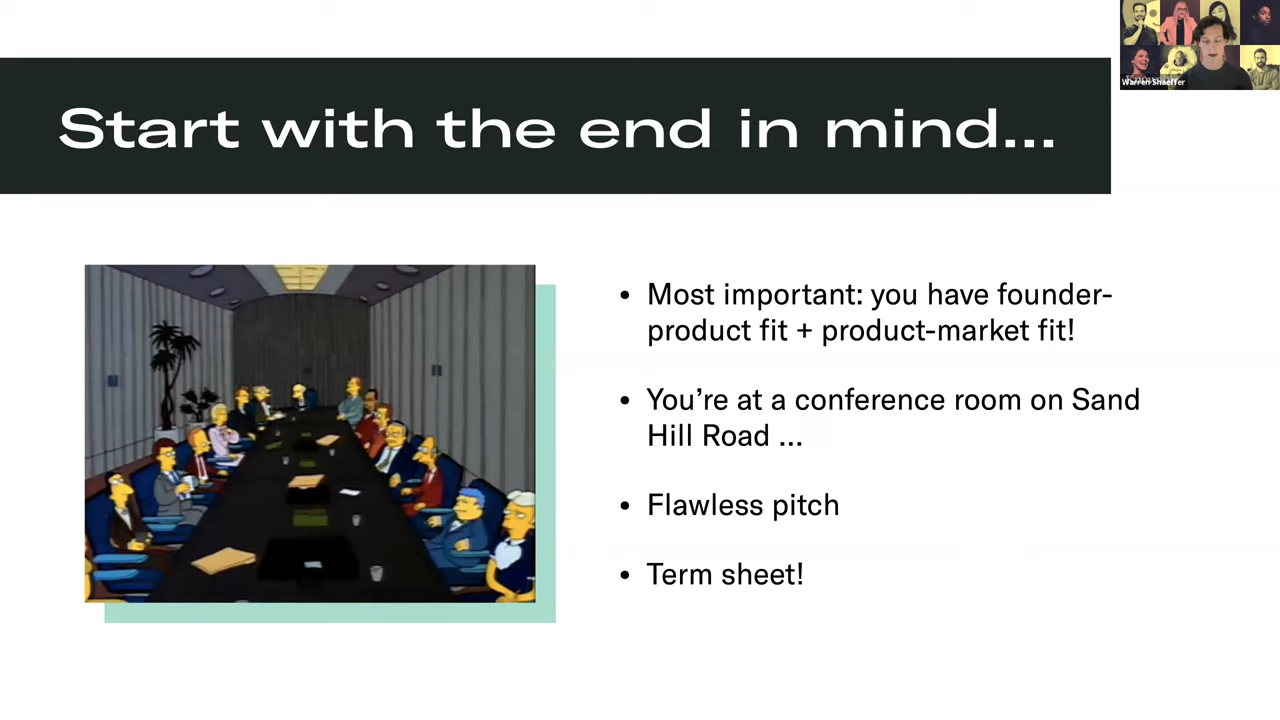 Start with the end in mind...
Warren Shaeffer
• Most important: you have founder-
product fit + product-market fit!
• You’re at a conference room on Sand
Hill Road ...
• Flawless pitch
• Term sheet!